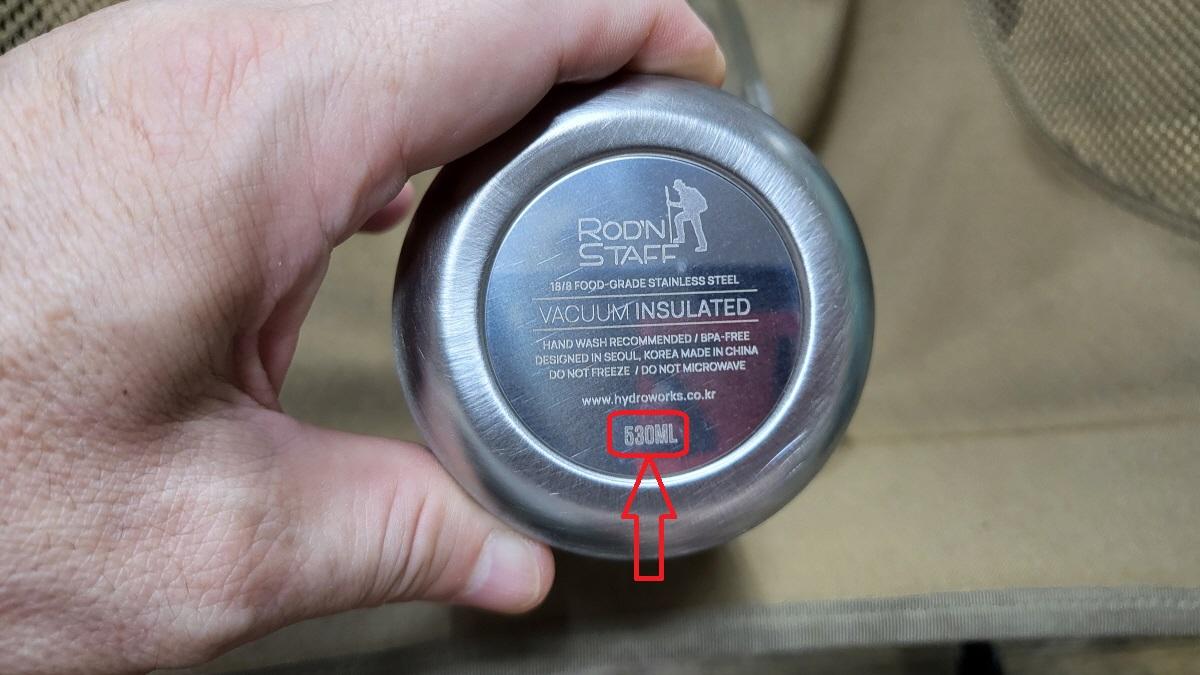 ROD'N
STAFF
18/8 FOOD-GRADE STAINLESS STEEL
VACUUM INSULATED
HAND WASH RECOMMENDED / BPA-FREE
DESIGNED IN SEOUL, KOREA MADE IN CHINA
DO NOT FREEZE / DO NOT MICROWAVE
www.hydroworks.co.kr
530ML